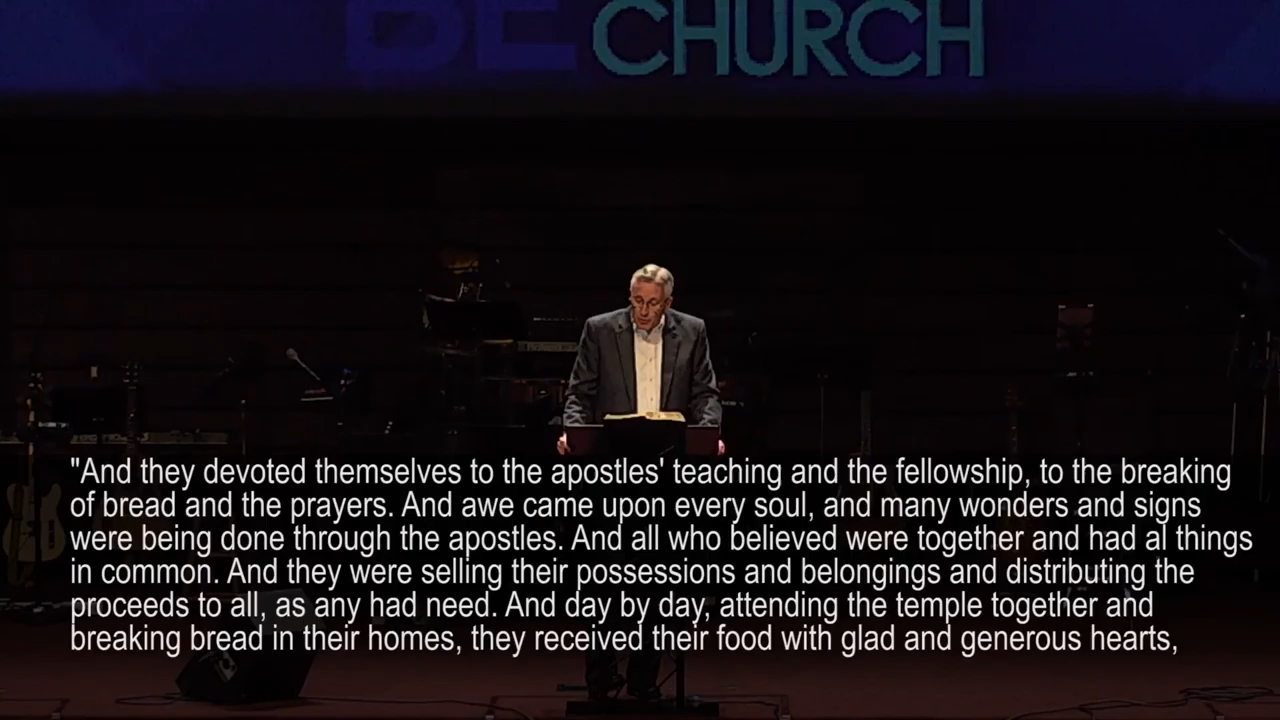 BE CHURCH
"And they devoted themselves to the apostles' teaching and the fellowship, to the breaking
of bread and the prayers. And awe came upon every soul, and many wonders and signs
were being done through the apostles. And all who believed were together and had al things
in common. And they were selling their possessions and belongings and distributing the
proceeds to all, as any had need. And day by day, attending the temple together and
breaking bread in their homes, they received their food with glad and generous hearts,